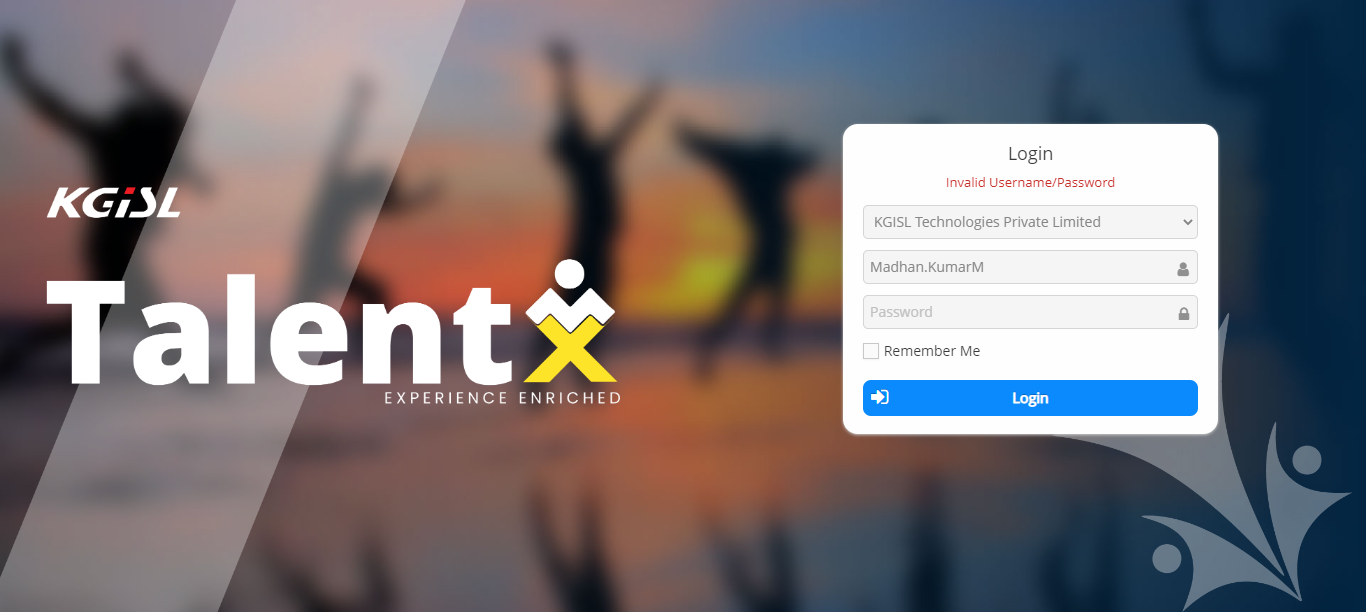 KGiSL
Talentx
EXPERIENCE ENRICHED
Login
Invalid Username/Password
KGISL Technologies Private Limited
Madhan.KumarM
Password
Remember Me
Login